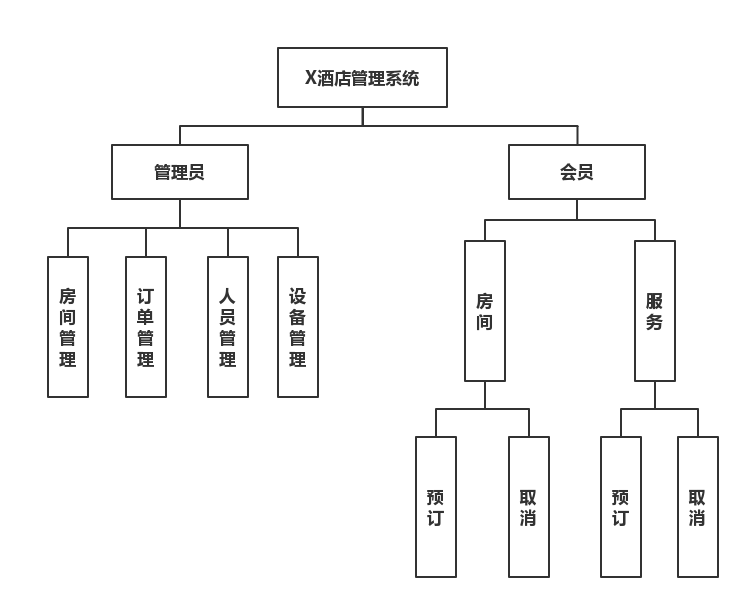 X酒店管理系统
管理员
会员
房间管理
订单管理
人员管理
设备管理
房间
服务
预订
取消
预订
取消